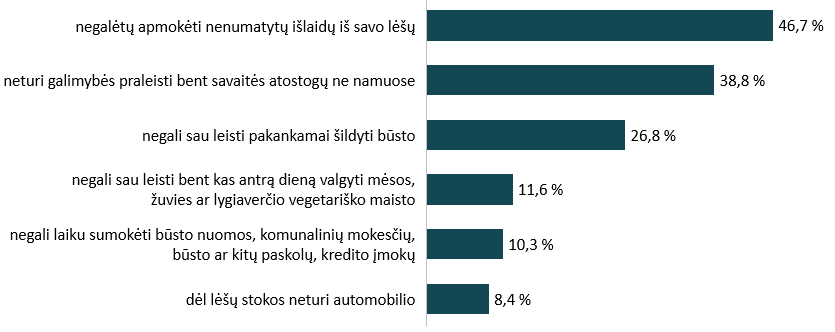 negalėtų apmokėti nenumatytų išlaidų iš savo lėšų
46,7 %
neturi galimybės praleisti bent savaitės atostogų ne namuose
38,8 %
negali sau leisti pakankamai šildyti būsto
26,8 %
negali sau leisti bent kas antrą dieną valgyti mėsos,
žuvies ar lygiaverčio vegetariško maisto
11,6 %
negali laiku sumokėti būsto nuomos, komunalinių mokesčių,
būsto ar kitų paskolų, kredito įmokų
10,3 %
dėl lėšų stokos neturi automobilio
8,4 %